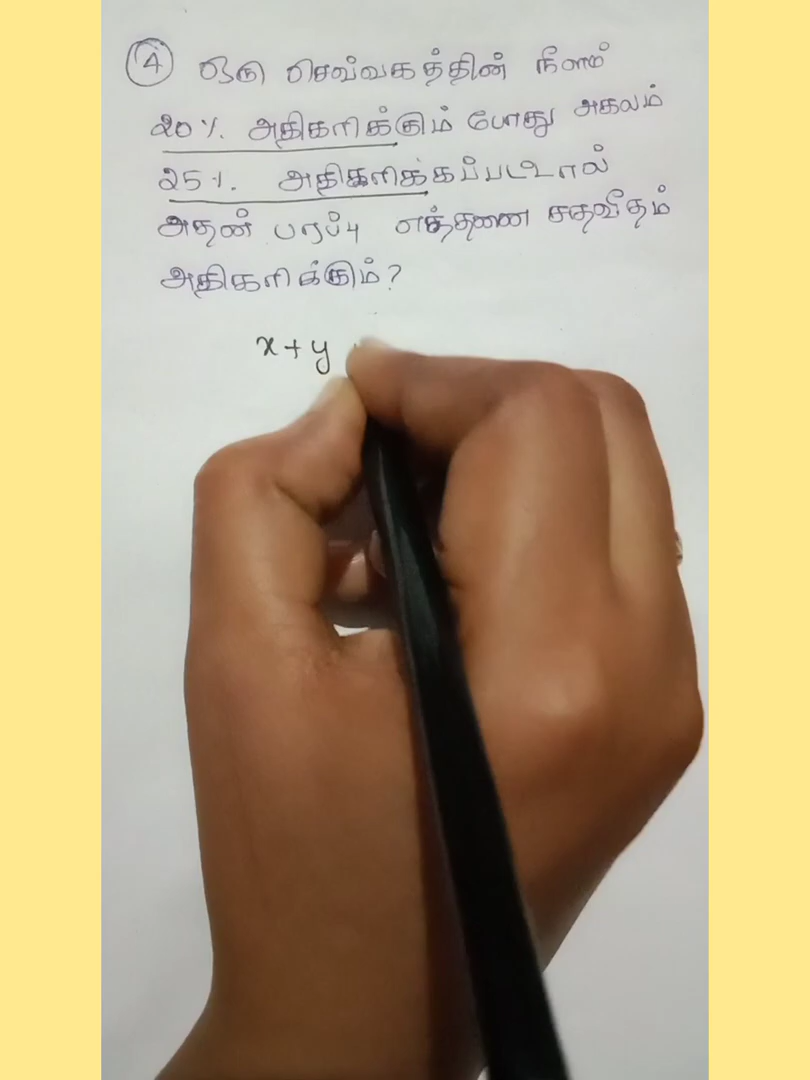 ④ ஒரு செவ்வகத்தின் நீளம்
20%. அதிகரிக்கும் போது அகலம்
25%. அதிகரிக்கப்பட்டால்
அதன் பரப்பு எத்தனை சதவீதம்
அதிகரிக்கும்?
x+y